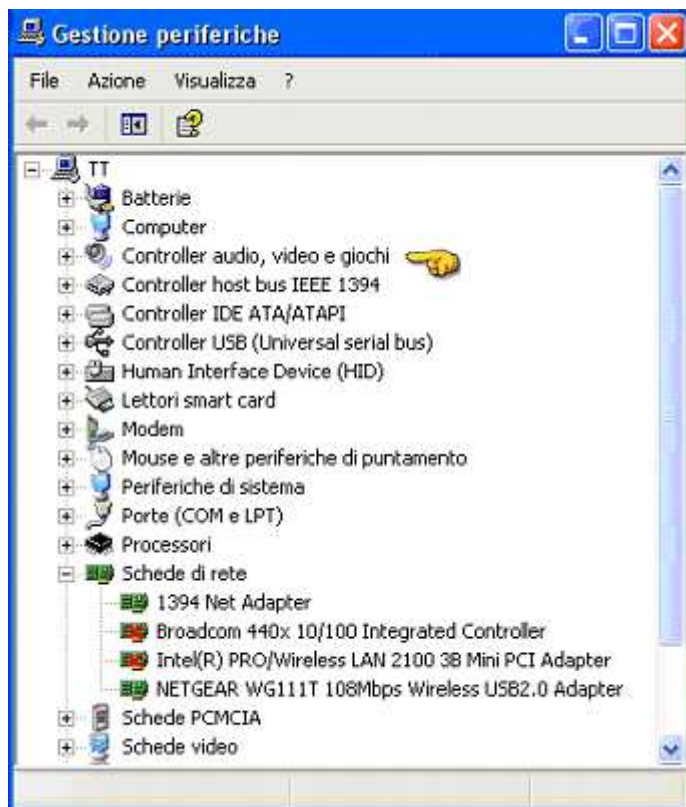 Gestione periferiche
File Azione Visualizza ?
TT
Batterie
Computer
Controller audio, video e giochi
Controller host bus IEEE 1394
Controller IDE ATA/ATAPI
Controller USB (Universal serial bus)
Human Interface Device (HID)
Lettori smart card
Modem
Mouse e altre periferiche di puntamento
Periferiche di sistema
Porte (COM e LPT)
Processori
Schede di rete
1394 Net Adapter
Broadcom 440x 10/100 Integrated Controller
Intel(R) PRO/Wireless LAN 2100 3B Mini PCI Adapter
NETGEAR WG111T 108Mbps Wireless USB2.0 Adapter
Schede PCMCIA
Schede video